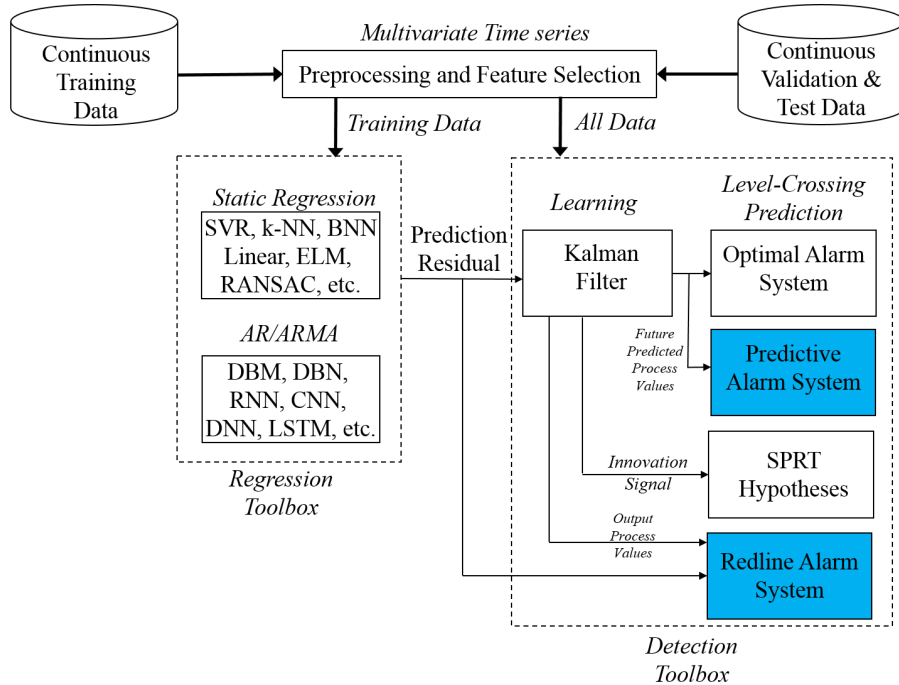 Continuous
Training
Data
Multivariate Time series
Preprocessing and Feature Selection
Continuous
Validation &
Test Data
Training Data
All Data
Static Regression
SVR, k-NN, BNN
Linear, ELM,
RANSAC, etc.
AR/ARMA
DBM, DBN,
RNN, CNN,
DNN, LSTM, etc.
Regression
Toolbox
Prediction
Residual
Learning
Kalman
Filter
Level-Crossing
Prediction
Optimal Alarm
System
Future
Predicted
Process
Values
Predictive
Alarm System
Innovation
Signal
SPRT
Hypotheses
Output
Process
Values
Redline Alarm
System
Detection
Toolbox